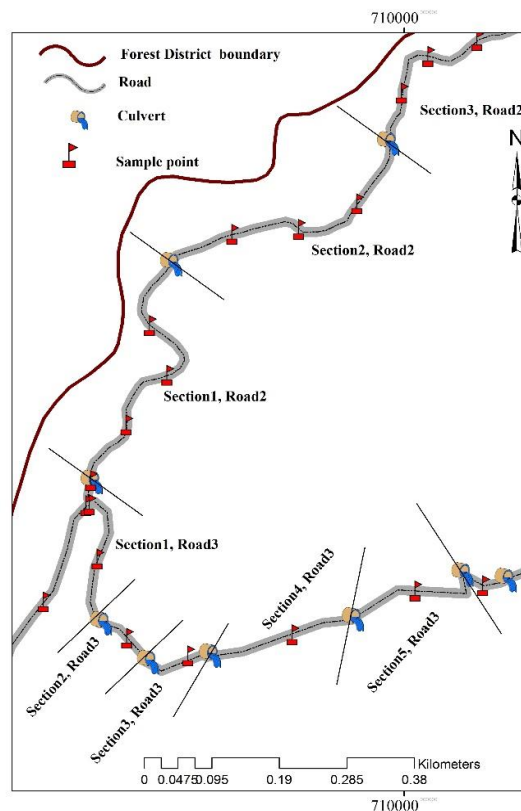 710000
Forest District boundary
Road
Culvert
Sample point
Section3, Road2
N
Section2, Road2
Section1, Road2
Section1, Road3
Section4, Road3
Section2, Road3
Section3, Road3
Section5, Road3
Kilometers
0 0.0475 0.095 0.19 0.285 0.38
710000